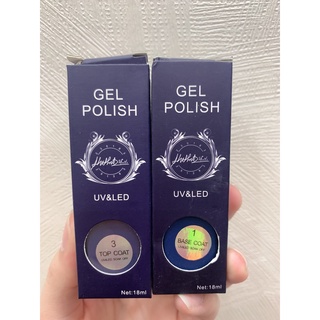 GEL
POLISH
UV&LED
3
TOP COAT
Net:18ml
GEL
POLISH
UV&LED
1
BASE COAT
Net:18ml